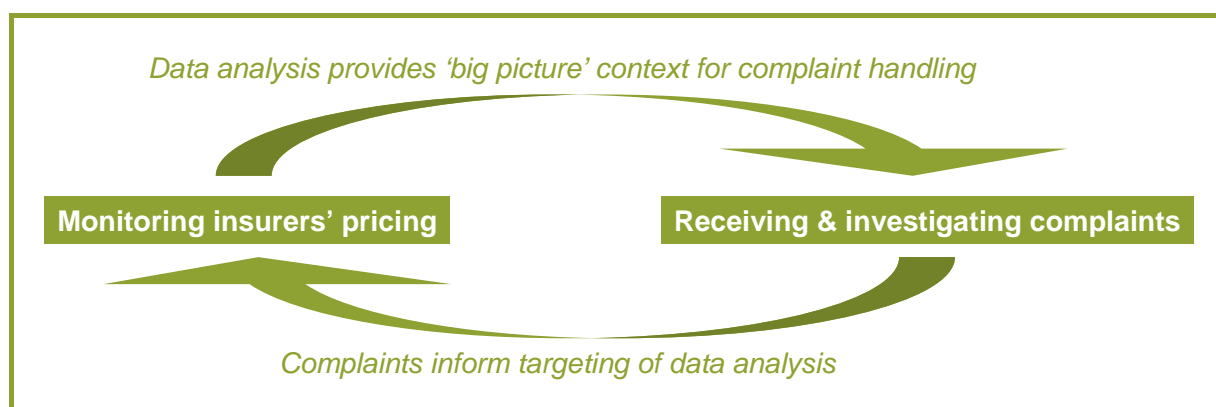 Data analysis provides ‘big picture’ context for complaint handling
Monitoring insurers’ pricing
Receiving & investigating complaints
Complaints inform targeting of data analysis